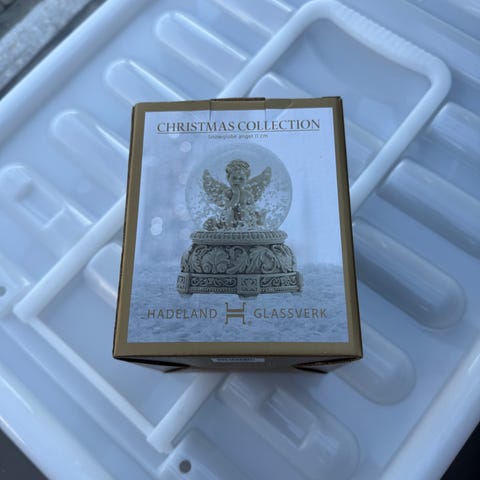 CHRISTMAS COLLECTION
Snowglobe angel 11 cm
HADELAND GLASSVERK